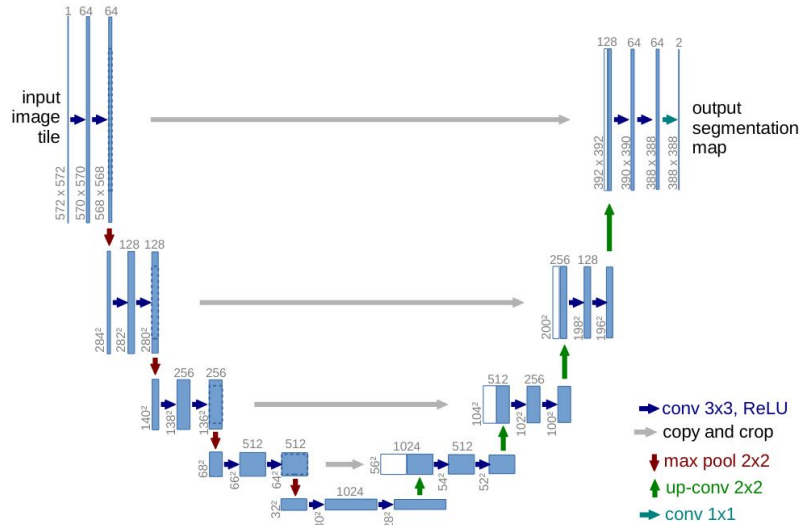 1 64 64
input
image
tile
572 x 572
570 x 570
568 x 568
128 64 64 2
output
segmentation
map
392 x 392
390 x 390
388 x 388
388 x 388
128 128
284²
282²
280²
256 128
200²
198²
196²
256 256
140²
138²
136²
512 256
104²
102²
100²
512 512
68²
66²
64²
1024 512
56²
54²
52²
1024
32²
conv 3x3, ReLU
copy and crop
max pool 2x2
up-conv 2x2
conv 1x1